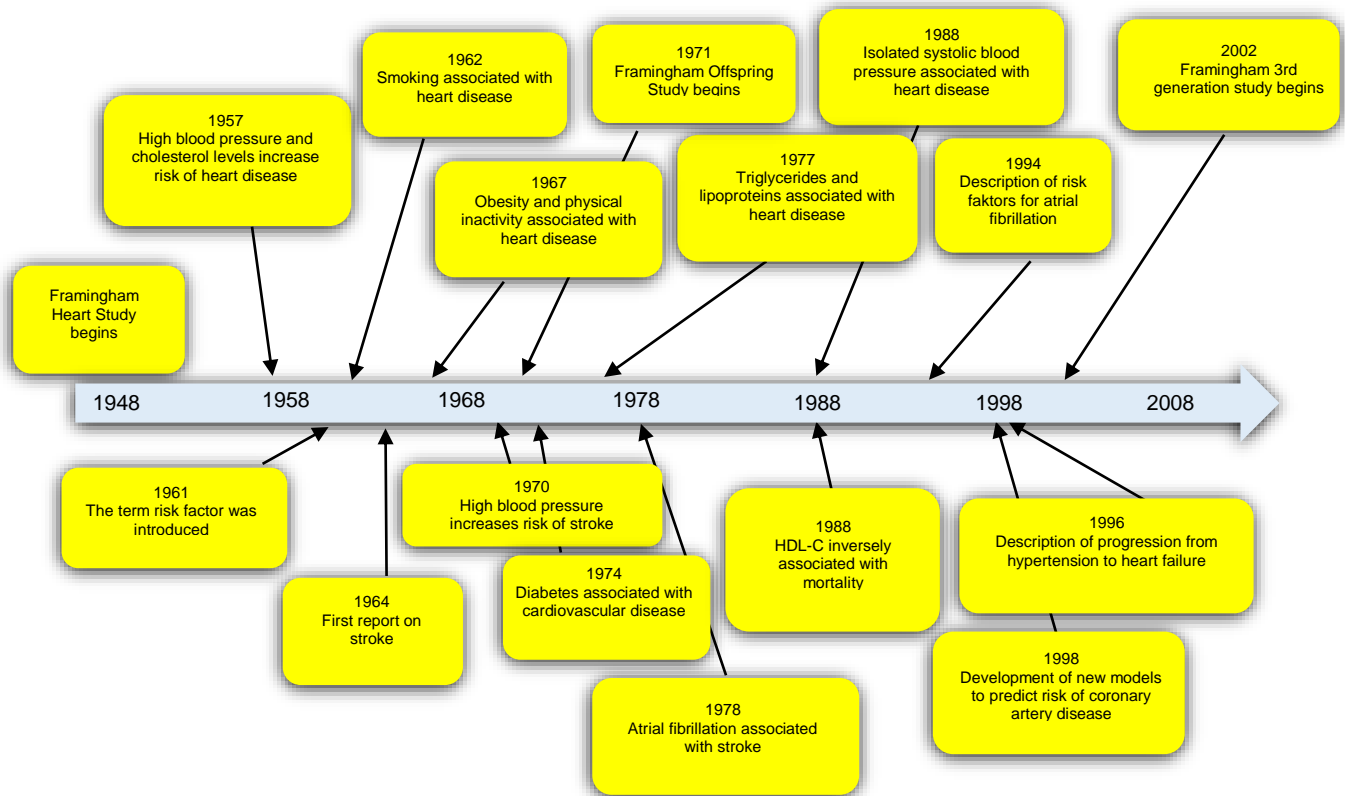 1957
High blood pressure and
cholesterol levels increase
risk of heart disease
1962
Smoking associated with
heart disease
1967
Obesity and physical
inactivity associated with
heart disease
1971
Framingham Offspring
Study begins
1977
Triglycerides and
lipoproteins associated with
heart disease
1988
Isolated systolic blood
pressure associated with
heart disease
1994
Description of risk
faktors for atrial
fibrillation
2002
Framingham 3rd
generation study begins
Framingham
Heart Study
begins
1948
1958
1968
1978
1988
1998
2008
1961
The term risk factor was
introduced
1964
First report on
stroke
1970
High blood pressure
increases risk of stroke
1974
Diabetes associated with
cardiovascular disease
1978
Atrial fibrillation associated
with stroke
1988
HDL-C inversely
associated with
mortality
1996
Description of progression from
hypertension to heart failure
1998
Development of new models
to predict risk of coronary
artery disease